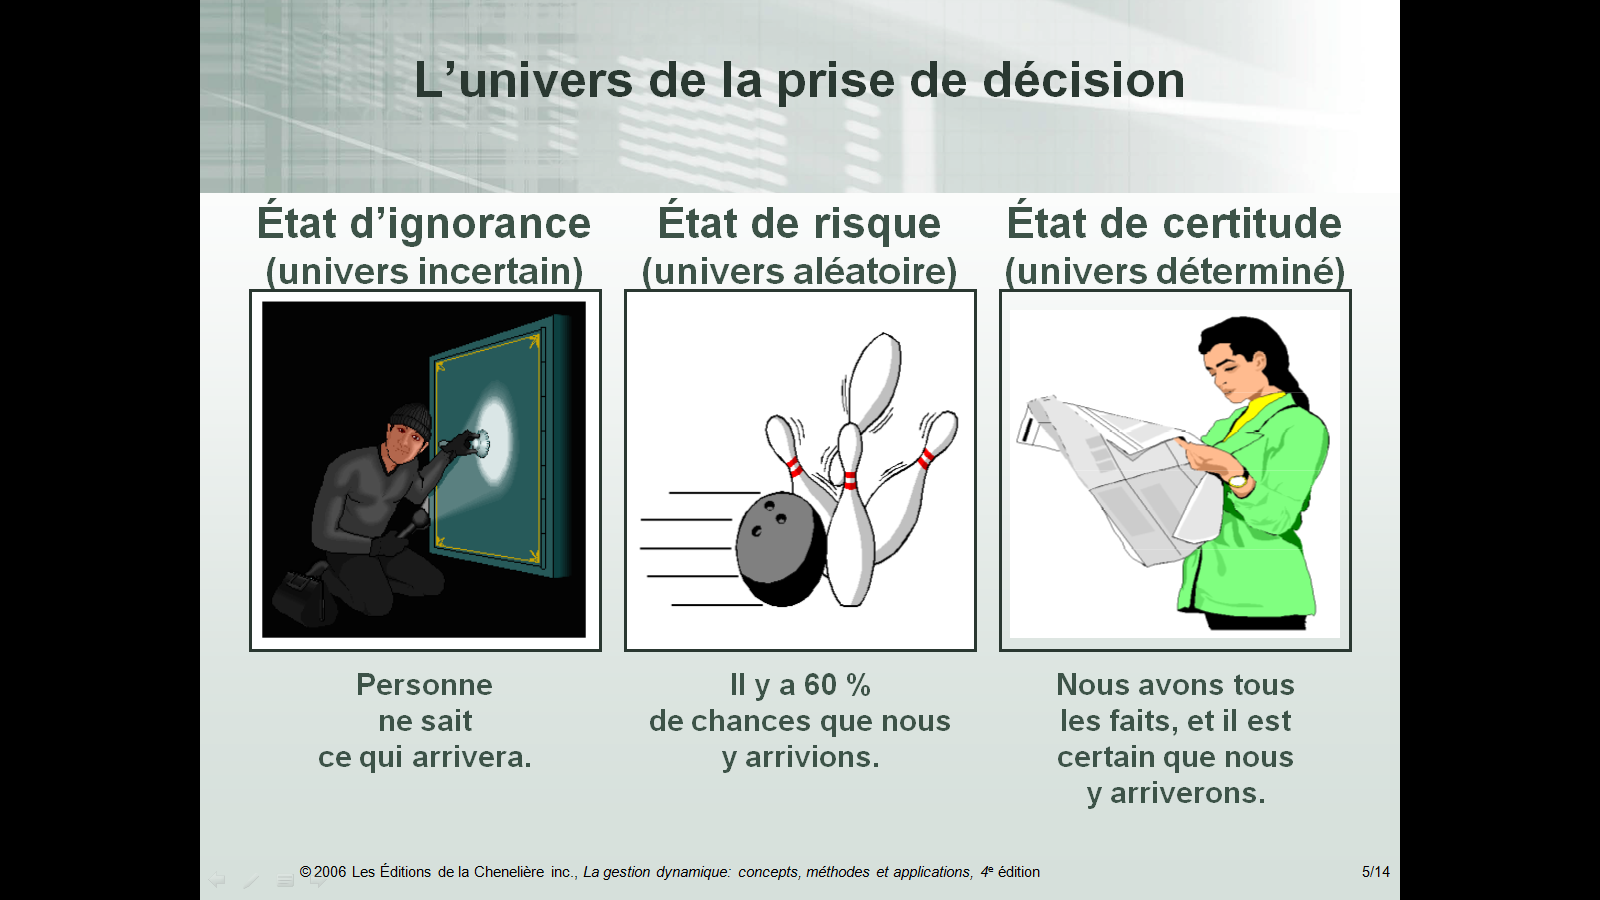 L’univers de la prise de décision
État d’ignorance
(univers incertain)
État de risque
(univers aléatoire)
État de certitude
(univers déterminé)
Personne
ne sait
ce qui arrivera.
Il y a 60 %
de chances que nous
y arrivions.
Nous avons tous
les faits, et il est
certain que nous
y arriverons.
© 2006 Les Éditions de la Chenelière inc., La gestion dynamique: concepts, méthodes et applications, 4e édition
5/14